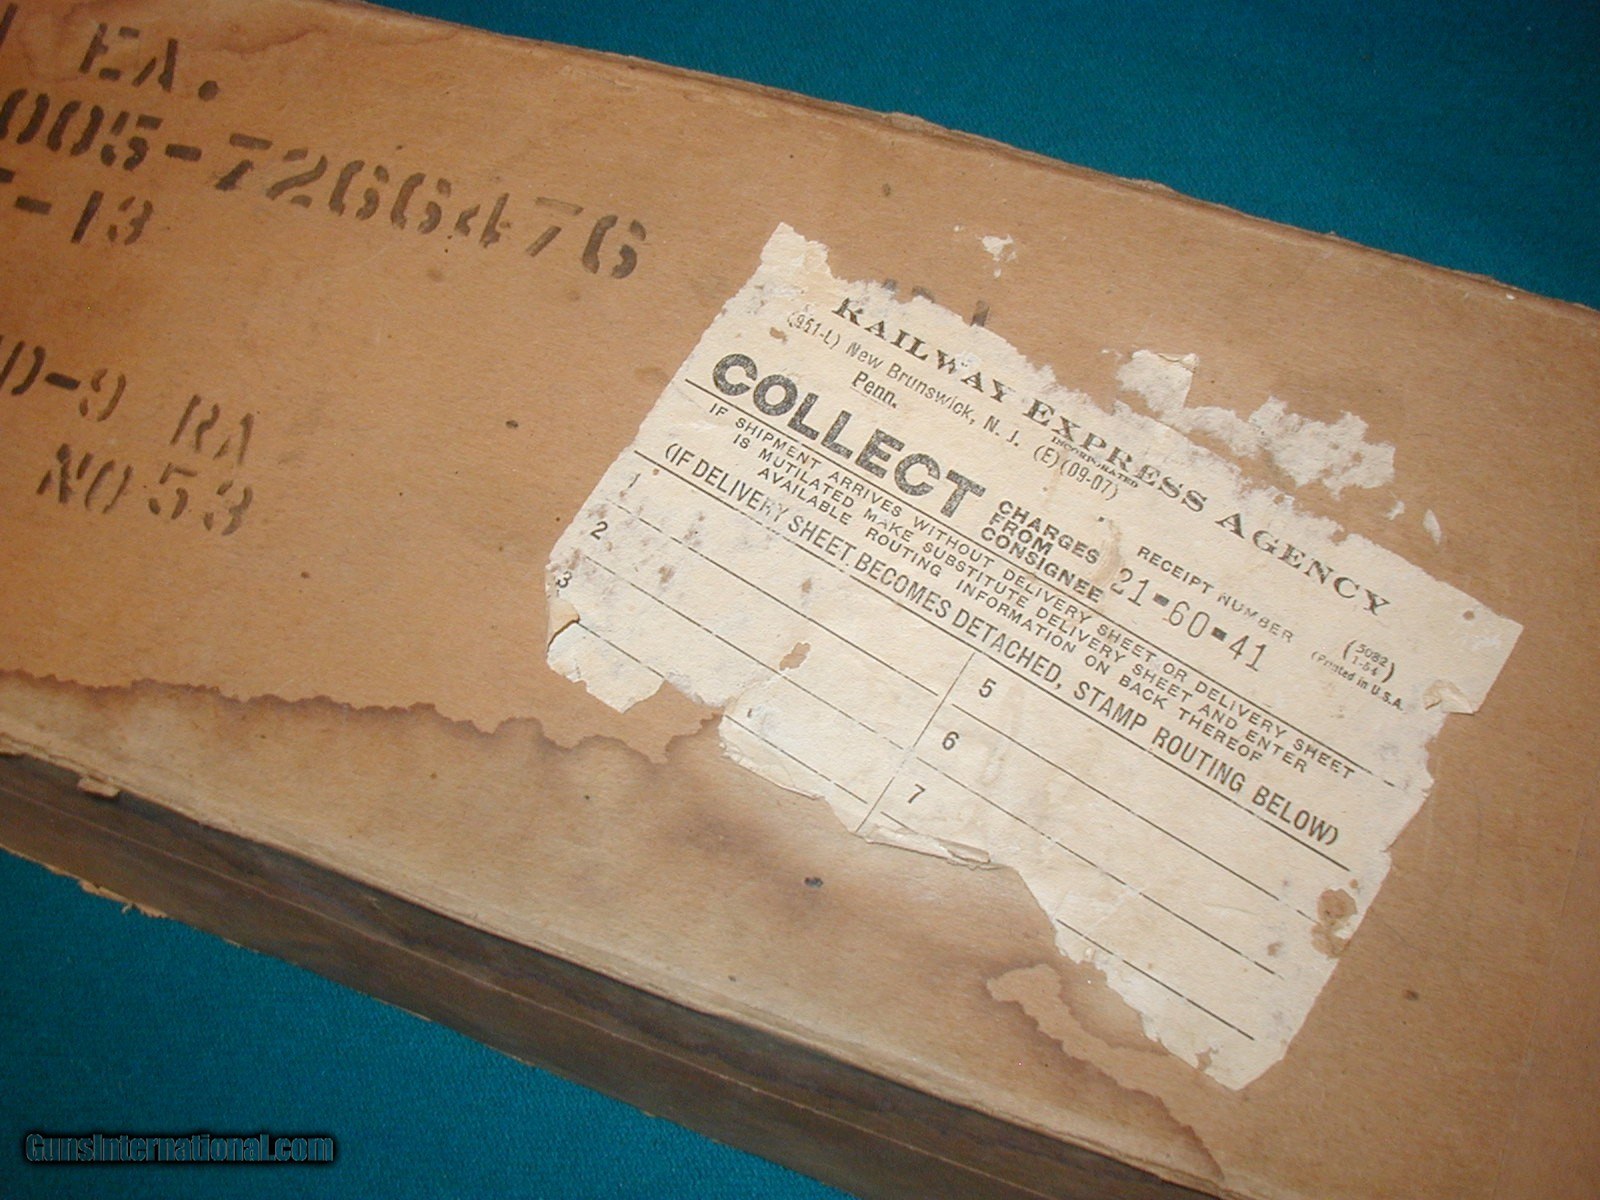 EA.
005-7266476
-13
D-9 RA
NO 53
RAILWAY EXPRESS AGENCY
INCORPORATED
(951-L) New Brunswick, N. J. (E)(09-07)
Penn.
COLLECT CHARGES FROM CONSIGNEE
RECEIPT NUMBER
21-60-41
(5082)
1-54
(Printed in U.S.A.
IF SHIPMENT ARRIVES WITHOUT DELIVERY SHEET OR DELIVERY SHEET
IS MUTILATED MAKE SUBSTITUTE DELIVERY SHEET AND ENTER
AVAILABLE ROUTING INFORMATION ON BACK THEREOF
(IF DELIVERY SHEET BECOMES DETACHED, STAMP ROUTING BELOW)
1
2
3
5
6
7
GunsInternational.com